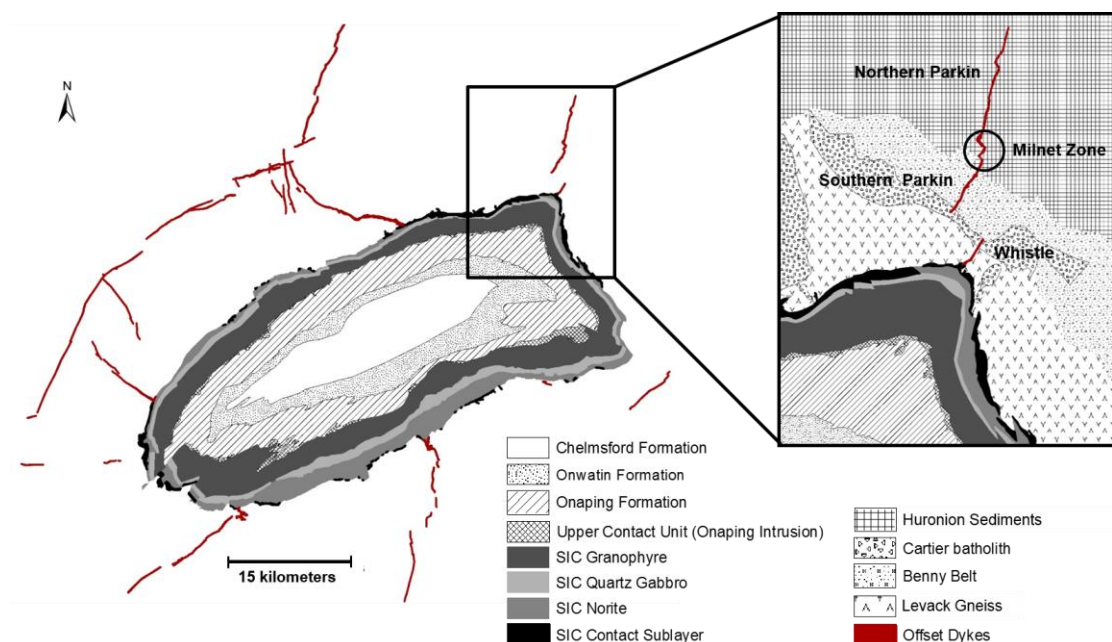 N
Northern Parkin
Milnet Zone
Southern Parkin
Whistle
15 kilometers
Chelmsford Formation
Onwatin Formation
Onaping Formation
Upper Contact Unit (Onaping Intrusion)
SIC Granophyre
SIC Quartz Gabbro
SIC Norite
SIC Contact Sublayer
Huronion Sediments
Cartier batholith
Benny Belt
Levack Gneiss
Offset Dykes